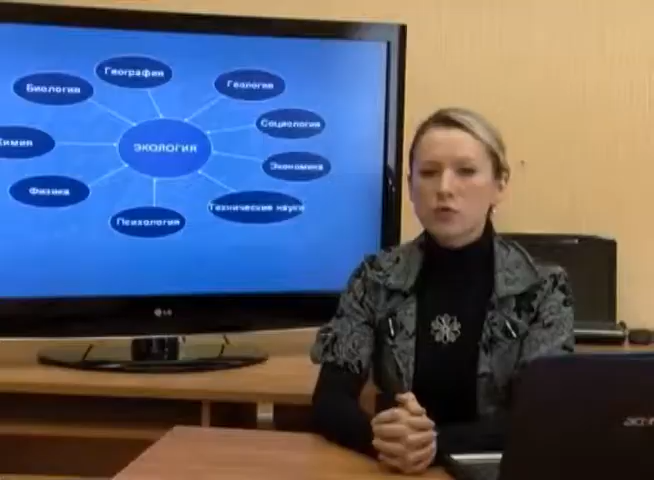 География
Биология
Геология
Социология
Химия
ЭКОЛОГИЯ
Экономика
Физика
Технические науки
Психология
LG
acer